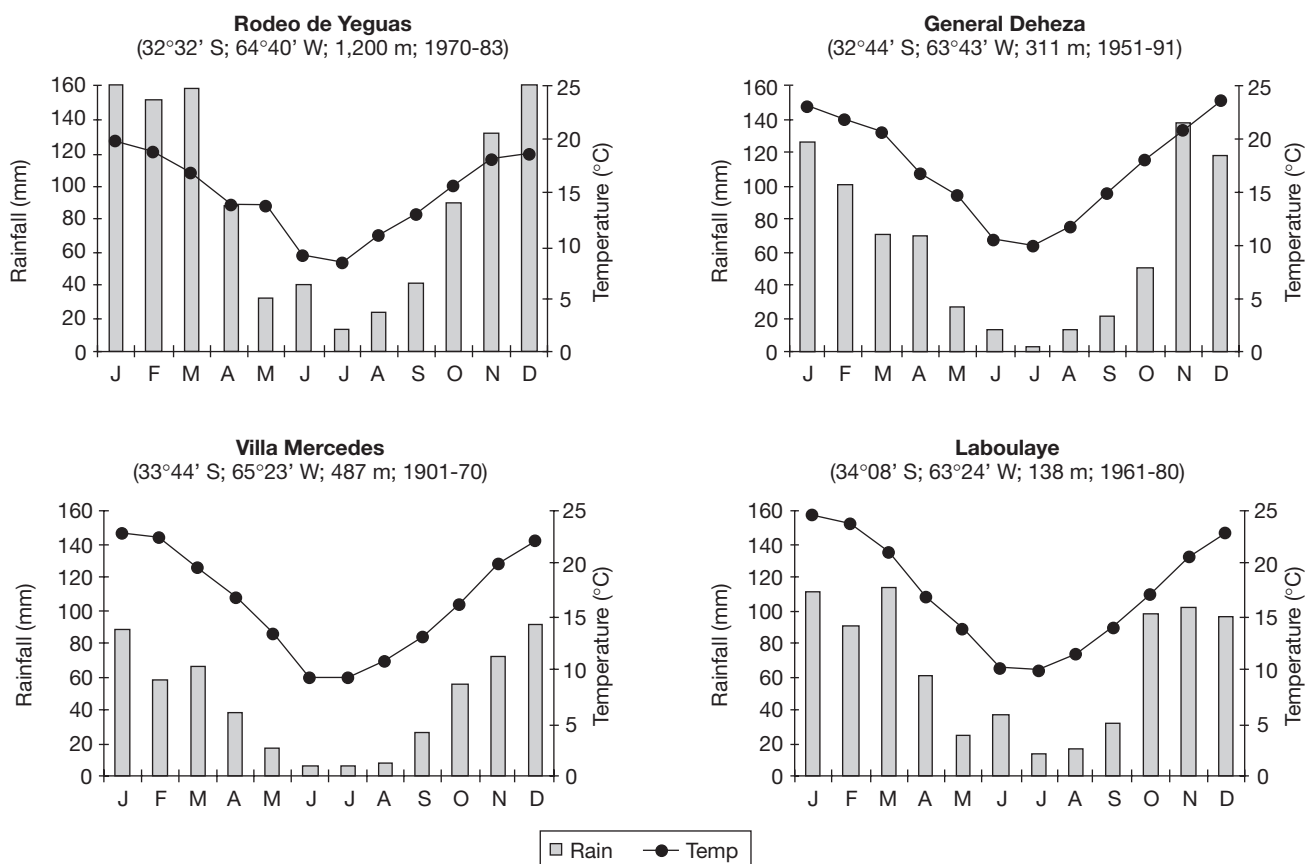 Rodeo de Yeguas
(32°32' S; 64°40' W; 1,200 m; 1970-83)
160
140
120
100
80
60
40
20
0
Rainfall (mm)
25
20
15
10
5
0
Temperature (°C)
J F M A M J J A S O N D
General Deheza
(32°44' S; 63°43' W; 311 m; 1951-91)
160
140
120
100
80
60
40
20
0
Rainfall (mm)
25
20
15
10
5
0
Temperature (°C)
J F M A M J J A S O N D
Villa Mercedes
(33°44' S; 65°23' W; 487 m; 1901-70)
160
140
120
100
80
60
40
20
0
Rainfall (mm)
25
20
15
10
5
0
Temperature (°C)
J F M A M J J A S O N D
Laboulaye
(34°08' S; 63°24' W; 138 m; 1961-80)
160
140
120
100
80
60
40
20
0
Rainfall (mm)
25
20
15
10
5
0
Temperature (°C)
J F M A M J J A S O N D
Rain Temp